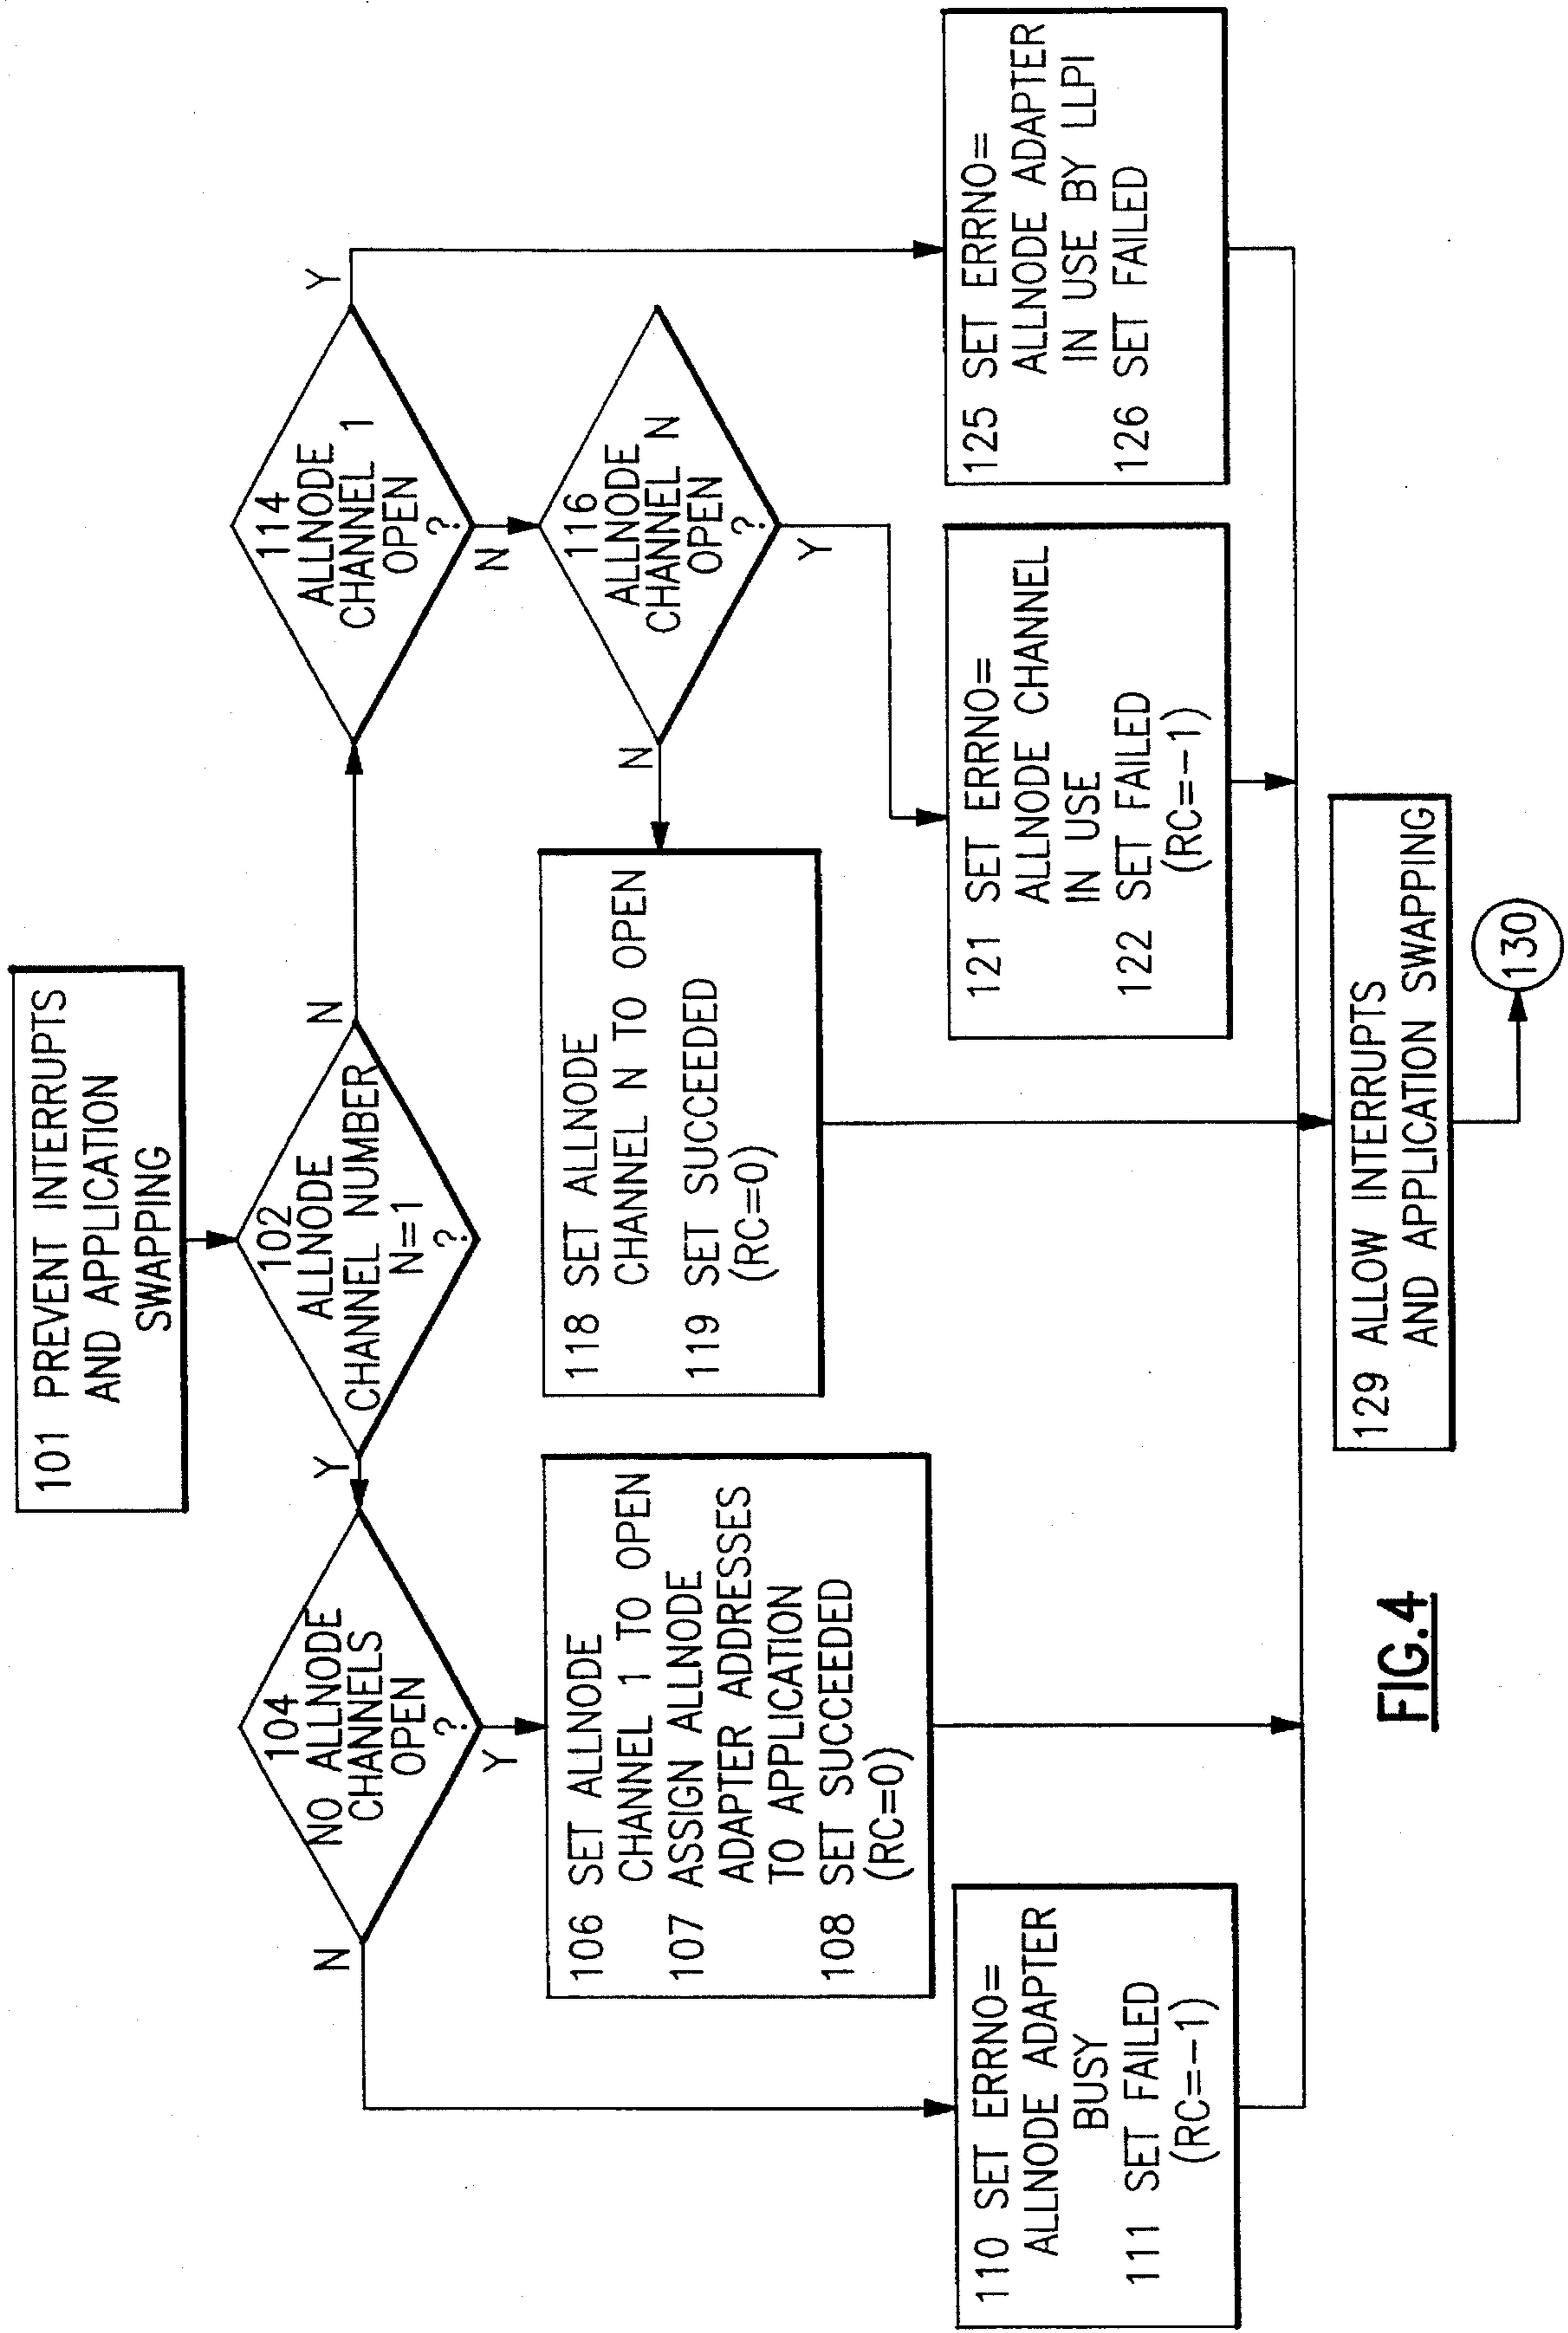 101 PREVENT INTERRUPTS
AND APPLICATION
SWAPPING
102
ALLNODE
CHANNEL NUMBER
N=1
?
Y
N
104
NO ALLNODE
CHANNELS
OPEN
?
N
Y
114
ALLNODE
CHANNEL 1
OPEN
?
Y
N
106 SET ALLNODE
CHANNEL 1 TO OPEN
107 ASSIGN ALLNODE
ADAPTER ADDRESSES
TO APPLICATION
108 SET SUCCEEDED
(RC=0)
118 SET ALLNODE
CHANNEL N TO OPEN
119 SET SUCCEEDED
(RC=0)
116
ALLNODE
CHANNEL N
OPEN
?
N
Y
110 SET ERRNO=
ALLNODE ADAPTER
BUSY
111 SET FAILED
(RC=-1)
121 SET ERRNO=
ALLNODE CHANNEL
IN USE
122 SET FAILED
(RC=-1)
125 SET ERRNO=
ALLNODE ADAPTER
IN USE BY LLPI
126 SET FAILED
129 ALLOW INTERRUPTS
AND APPLICATION SWAPPING
130
FIG.4